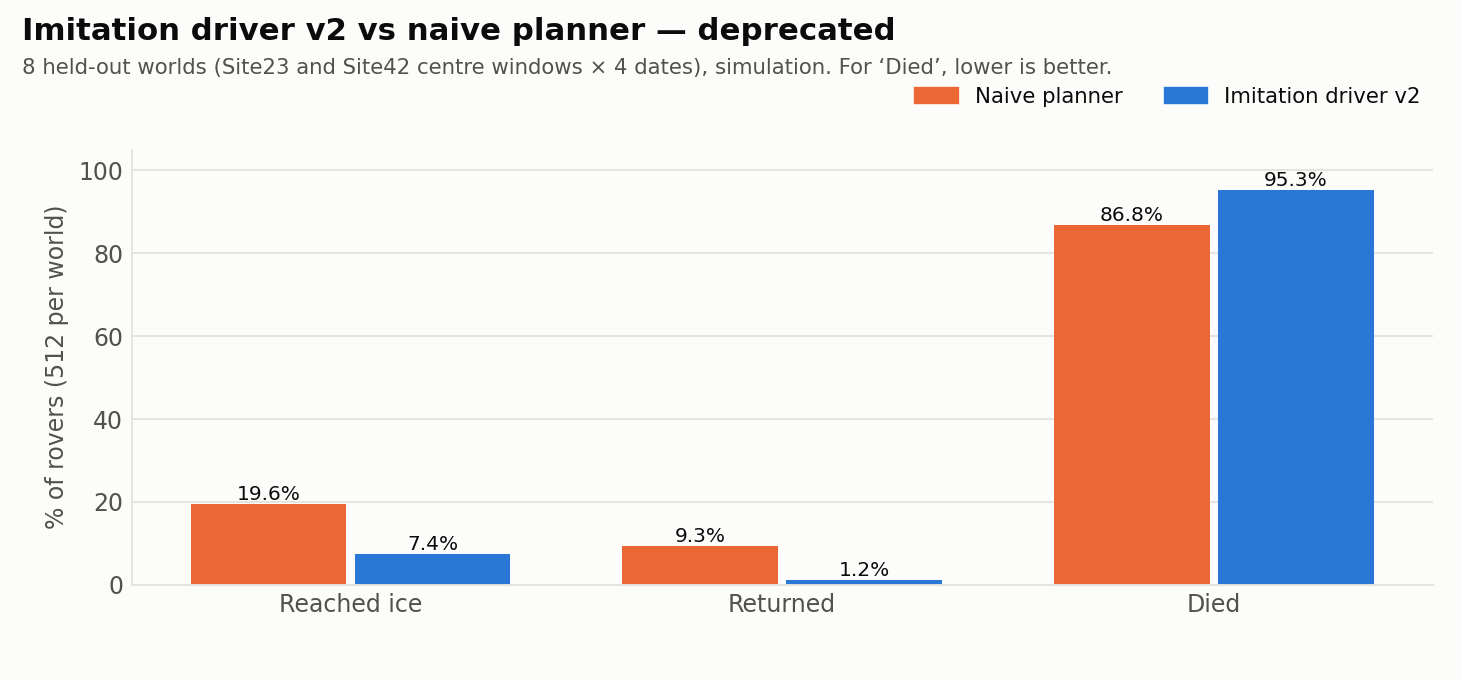 Imitation driver v2 vs naive planner — deprecated
8 held-out worlds (Site23 and Site42 centre windows × 4 dates), simulation. For ‘Died’, lower is better.
Naive planner
Imitation driver v2
% of rovers (512 per world)
100
80
60
40
20
0
19.6%
7.4%
9.3%
1.2%
86.8%
95.3%
Reached ice
Returned
Died